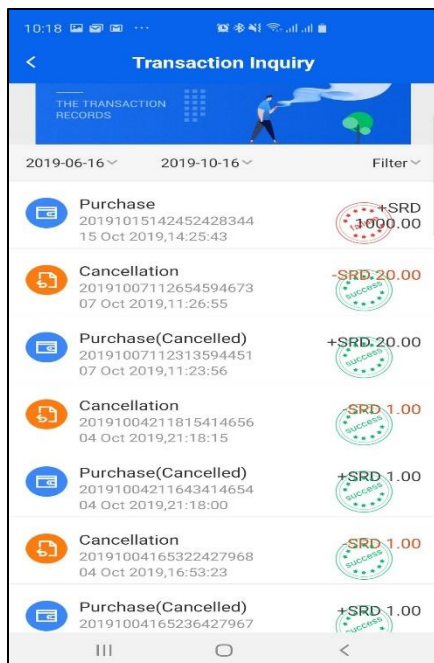 10:18
Transaction Inquiry
THE TRANSACTION
RECORDS
2019-06-16 2019-10-16 Filter
Purchase +SRD
20191015142452428344 1000.00
15 Oct 2019,14:25:43
Cancellation -SRD 20.00
20191007112654594673 success
07 Oct 2019,11:26:55
Purchase(Cancelled) +SRD 20.00
20191007112313594451 success
07 Oct 2019,11:23:56
Cancellation -SRD 1.00
20191004211815414656 success
04 Oct 2019,21:18:15
Purchase(Cancelled) +SRD 1.00
20191004211643414654 success
04 Oct 2019,21:18:00
Cancellation -SRD 1.00
20191004165322427968 success
04 Oct 2019,16:53:23
Purchase(Cancelled) +SRD 1.00
20191004165236427967 success